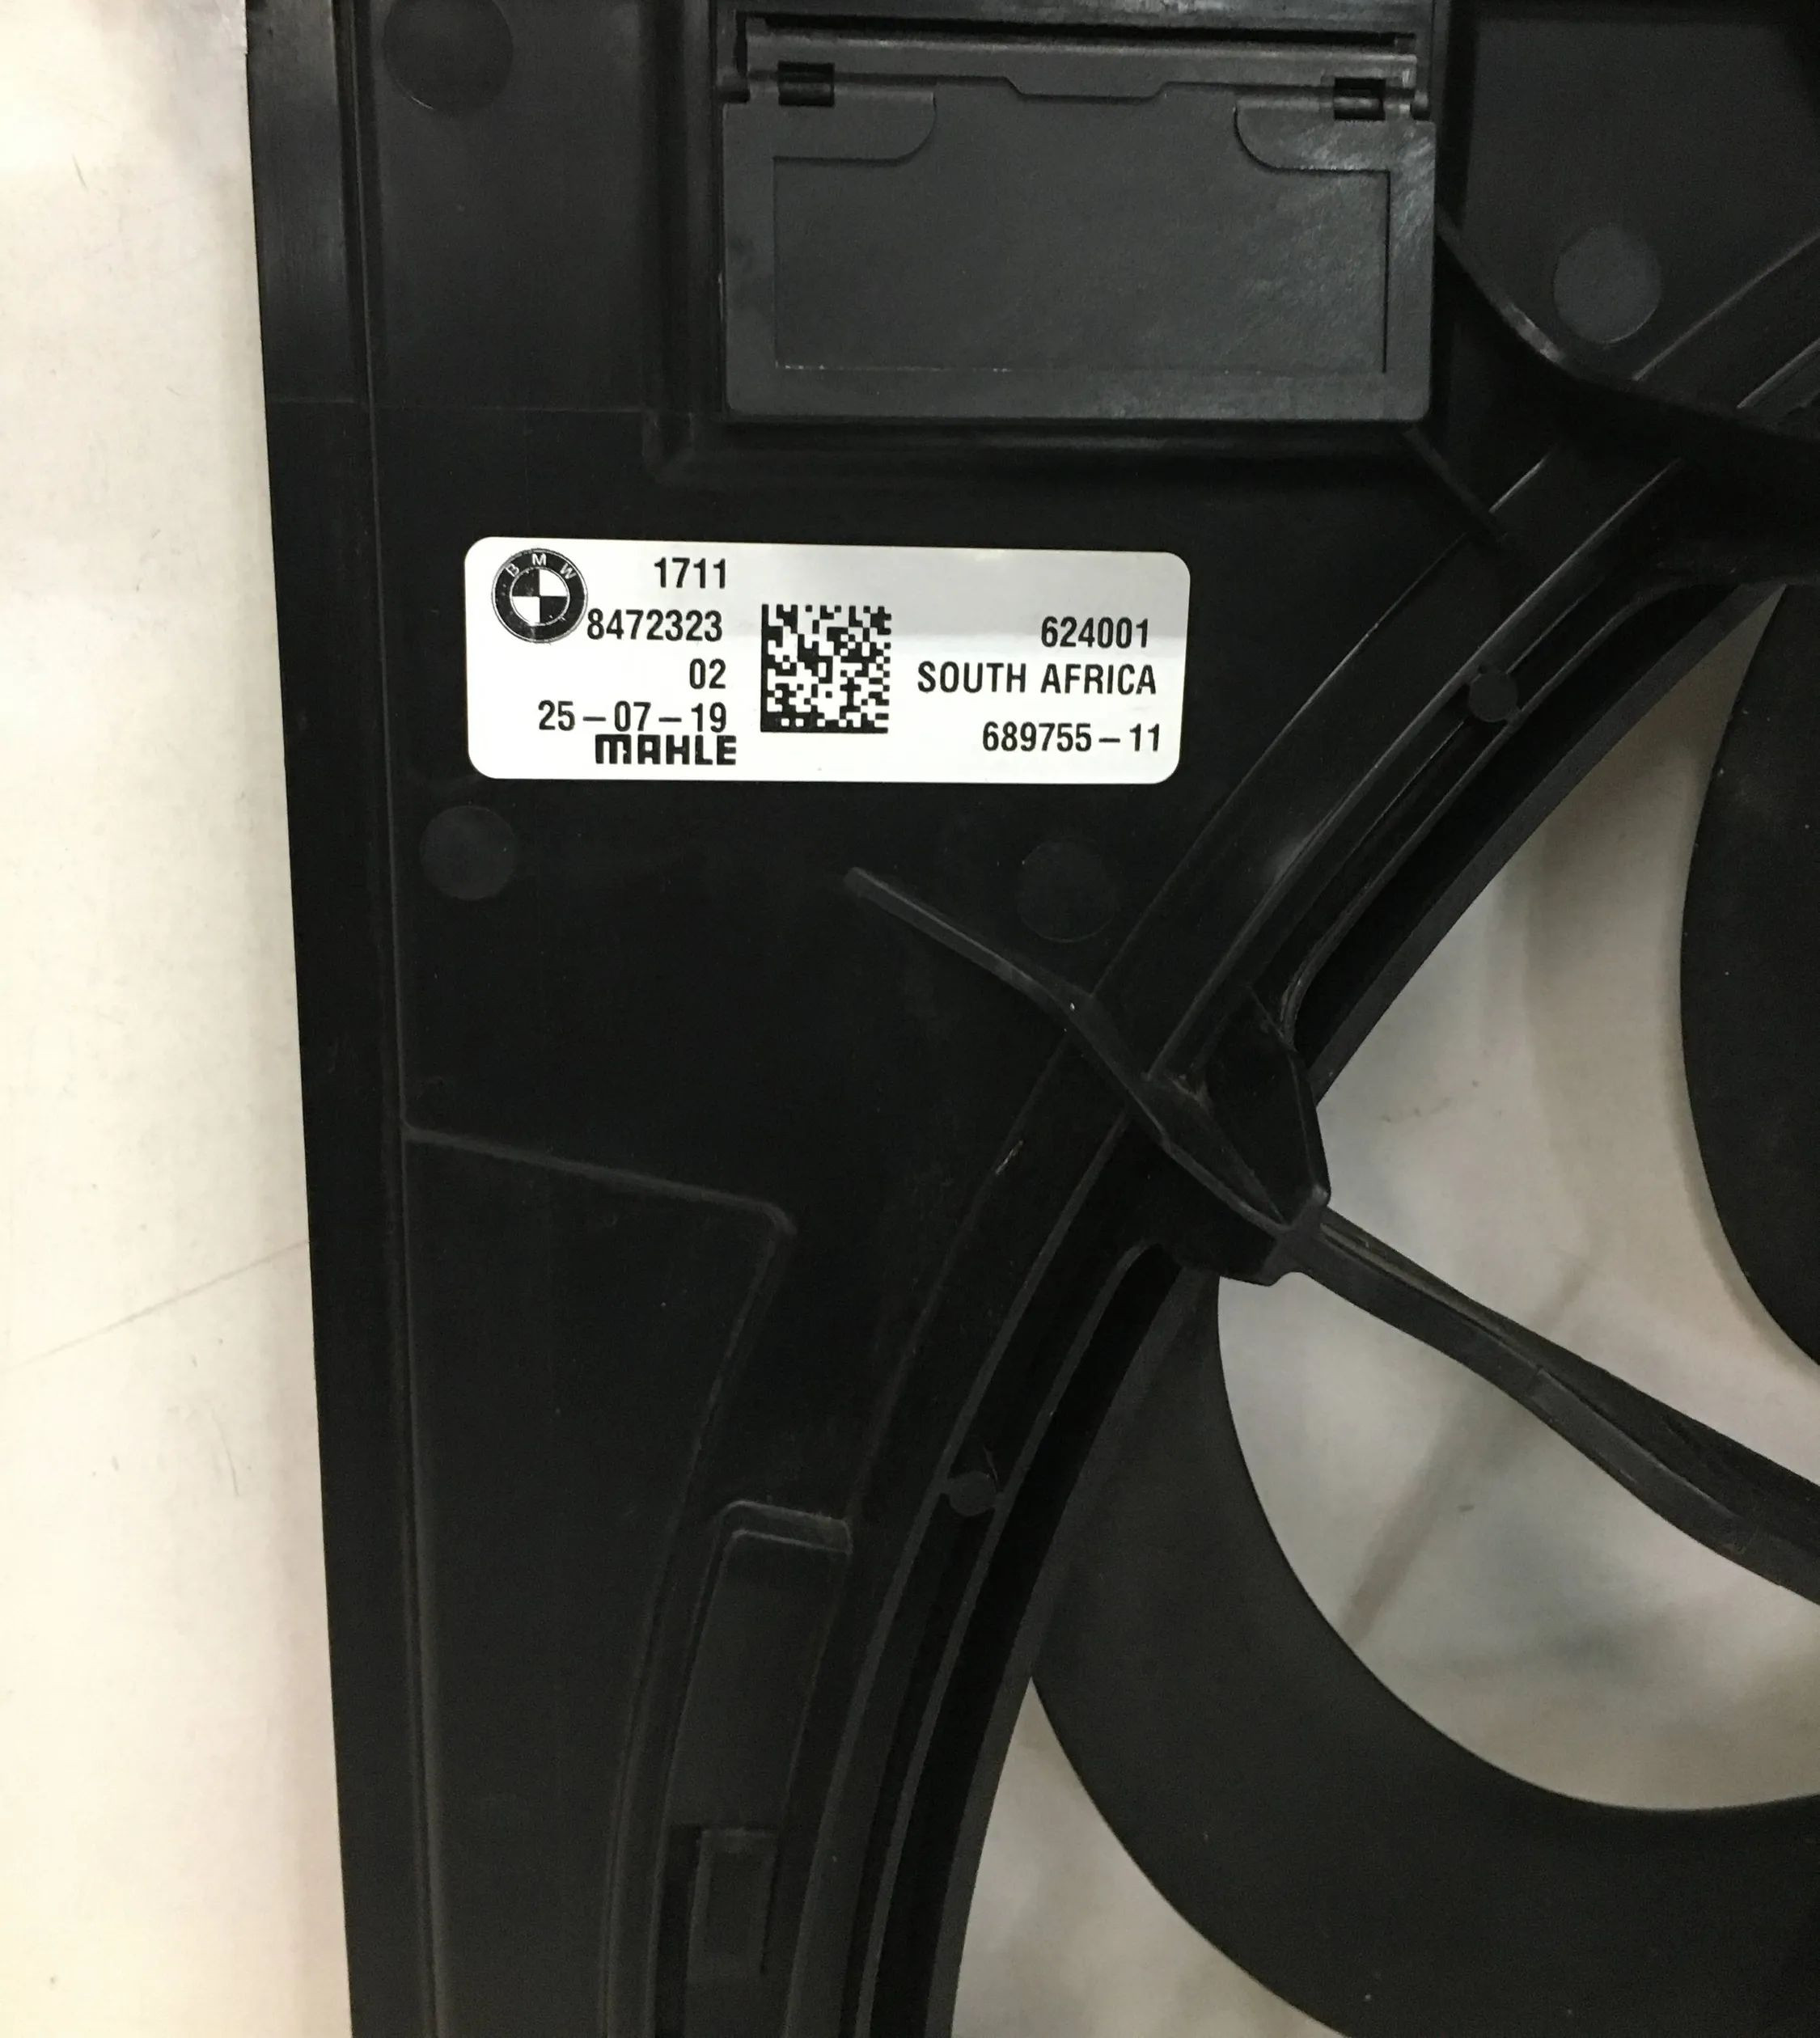 BMW
1711
8472323
02
25-07-19
MAHLE
624001
SOUTH AFRICA
689755-11